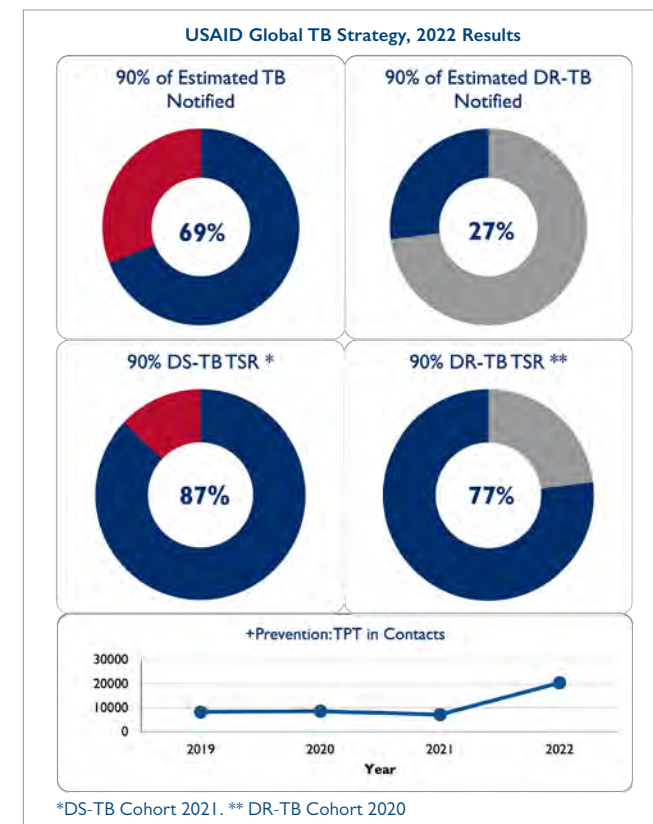 USAID Global TB Strategy, 2022 Results
90% of Estimated TB
Notified
69%
90% of Estimated DR-TB
Notified
27%
90% DS-TB TSR *
87%
90% DR-TB TSR **
77%
+Prevention:TPT in Contacts
30000
20000
10000
0
2019 2020 2021 2022
Year
*DS-TB Cohort 2021. ** DR-TB Cohort 2020